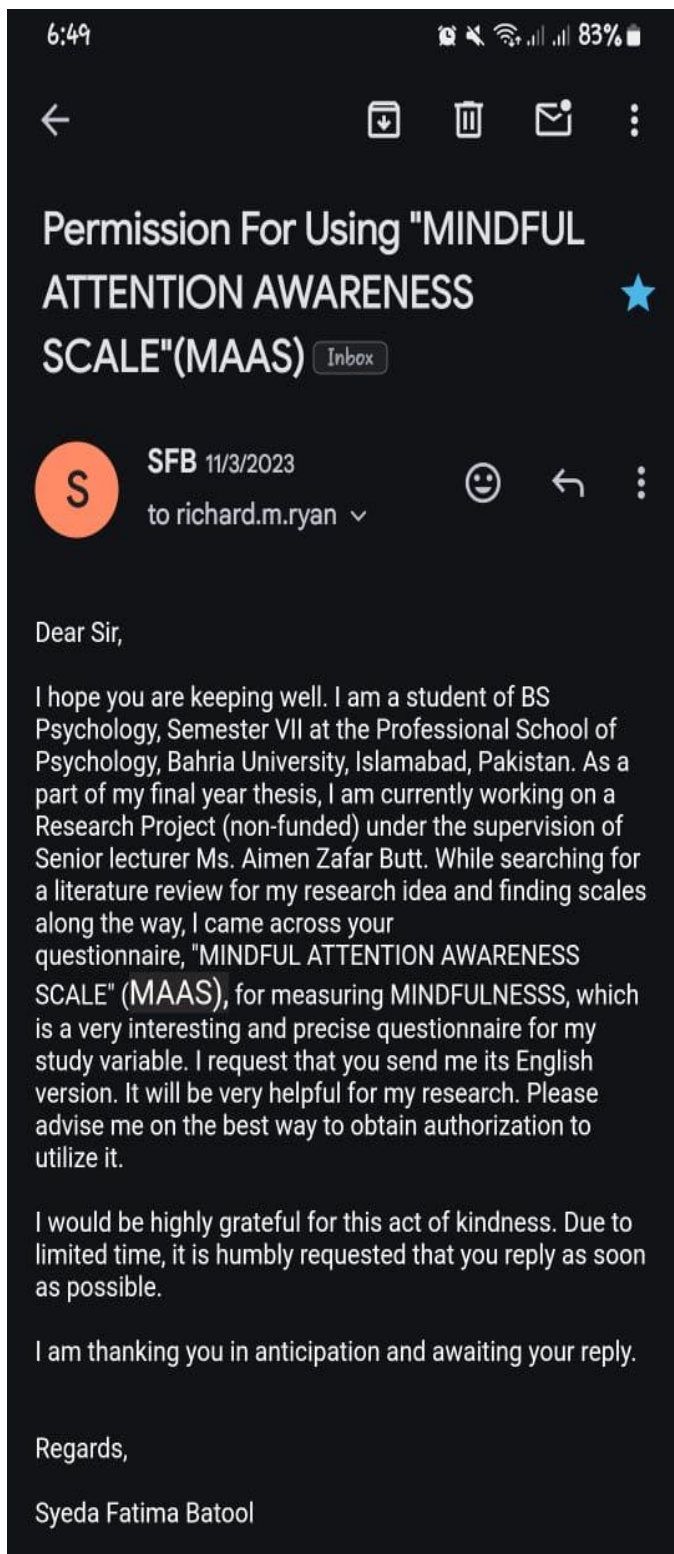 6:49
83%
Permission For Using "MINDFUL
ATTENTION AWARENESS
SCALE"(MAAS) Inbox
S
SFB 11/3/2023
to richard.m.ryan
Dear Sir,
I hope you are keeping well. I am a student of BS
Psychology, Semester VII at the Professional School of
Psychology, Bahria University, Islamabad, Pakistan. As a
part of my final year thesis, I am currently working on a
Research Project (non-funded) under the supervision of
Senior lecturer Ms. Aimen Zafar Butt. While searching for
a literature review for my research idea and finding scales
along the way, I came across your
questionnaire, "MINDFUL ATTENTION AWARENESS
SCALE" (MAAS), for measuring MINDFULNESSS, which
is a very interesting and precise questionnaire for my
study variable. I request that you send me its English
version. It will be very helpful for my research. Please
advise me on the best way to obtain authorization to
utilize it.
I would be highly grateful for this act of kindness. Due to
limited time, it is humbly requested that you reply as soon
as possible.
I am thanking you in anticipation and awaiting your reply.
Regards,
Syeda Fatima Batool